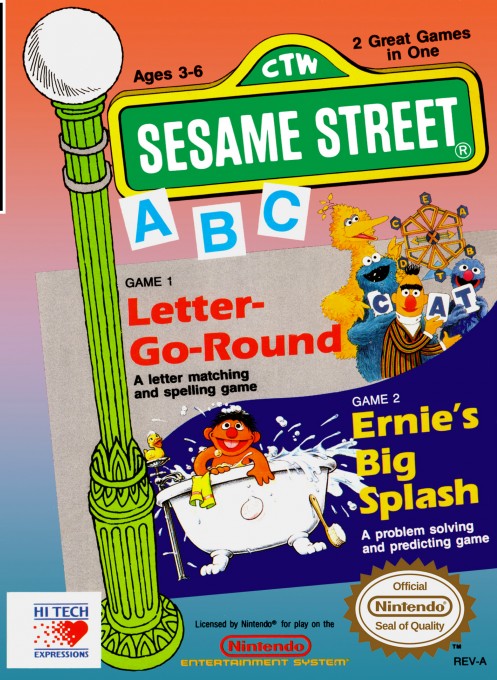 Ages 3-6
2 Great Games
in One
CTW
SESAME STREET®
A B C
GAME 1
Letter-
Go-Round
A letter matching
and spelling game
C E A D T B
C A T
GAME 2
Ernie's
Big
Splash
A problem solving
and predicting game
HI TECH
EXPRESSIONS
Licensed by Nintendo® for play on the
Nintendo
ENTERTAINMENT SYSTEM™
Official
Nintendo®
Seal of Quality
™
REV-A